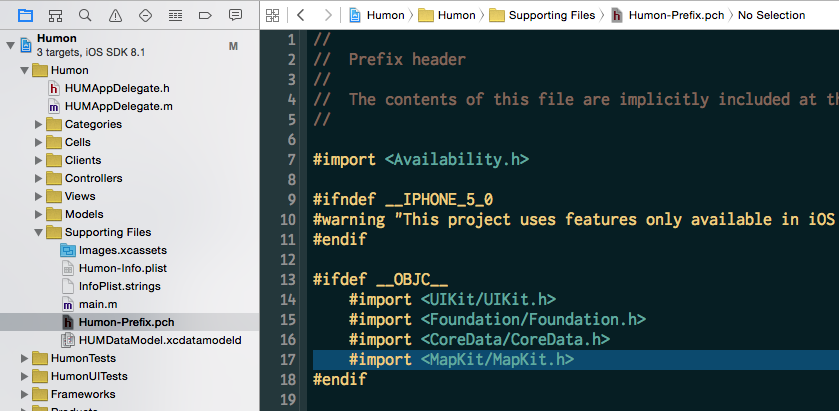 Humon Humon Supporting Files Humon-Prefix.pch No Selection
Humon
3 targets, iOS SDK 8.1
M
Humon
HUMAppDelegate.h
HUMAppDelegate.m
Categories
Cells
Clients
Controllers
Views
Models
Supporting Files
Images.xcassets
Humon-Info.plist
InfoPlist.strings
main.m
Humon-Prefix.pch
HUMDataModel.xcdatamodeld
HumonTests
HumonUITests
Frameworks
Products
1 //
2 //  Prefix header
3 //
4 //  The contents of this file are implicitly included at th
5 //
6
7 #import <Availability.h>
8
9 #ifndef __IPHONE_5_0
10 #warning "This project uses features only available in iOS
11 #endif
12
13 #ifdef __OBJC__
14     #import <UIKit/UIKit.h>
15     #import <Foundation/Foundation.h>
16     #import <CoreData/CoreData.h>
17     #import <MapKit/MapKit.h>
18 #endif
19